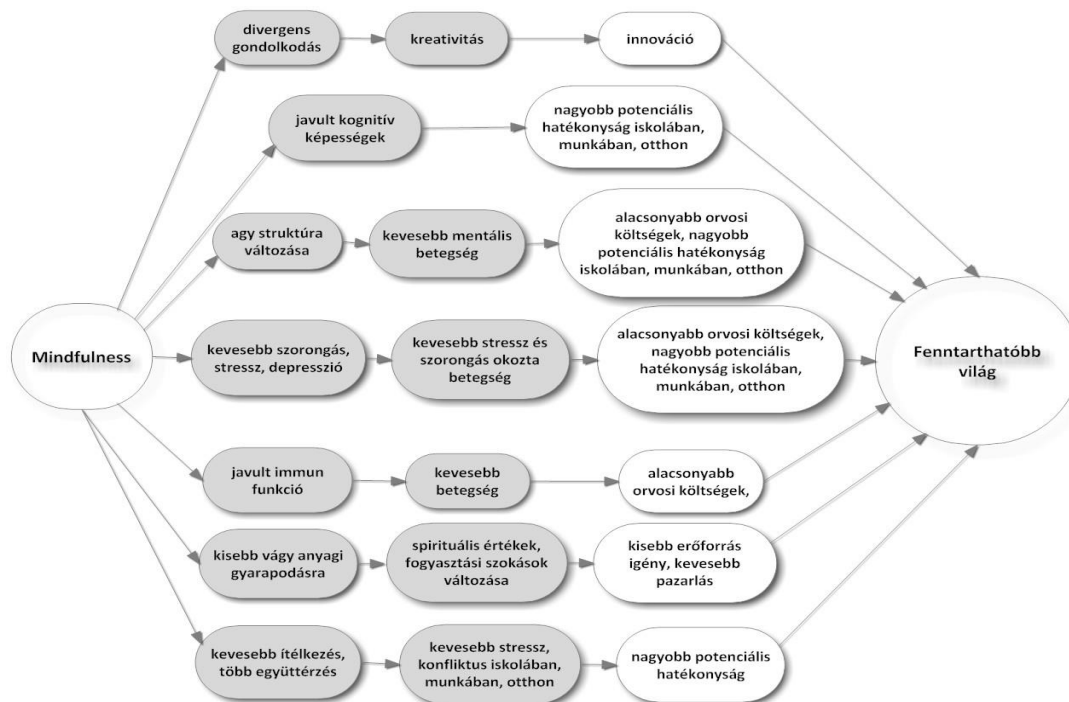 divergens
gondolkodás
kreativitás
innováció
javult kognitív
képességek
nagyobb potenciális
hatékonyság iskolában,
munkában, otthon
agy struktúra
változása
kevesebb mentális
betegség
alacsonyabb orvosi
költségek, nagyobb
potenciális hatékonyság
iskolában, munkában, otthon
Mindfulness
kevesebb szorongás,
stressz, depresszió
kevesebb stressz és
szorongás okozta
betegség
alacsonyabb orvosi költségek,
nagyobb potenciális
hatékonyság iskolában,
munkában, otthon
Fenntarthatóbb
világ
javult immun
funkció
kevesebb
betegség
alacsonyabb
orvosi költségek,
kisebb vágy anyagi
gyarapodásra
spirituális értékek,
fogyasztási szokások
változása
kisebb erőforrás
igény, kevesebb
pazarlás
kevesebb ítélkezés,
több együttérzés
kevesebb stressz,
konfliktus iskolában,
munkában, otthon
nagyobb potenciális
hatékonyság